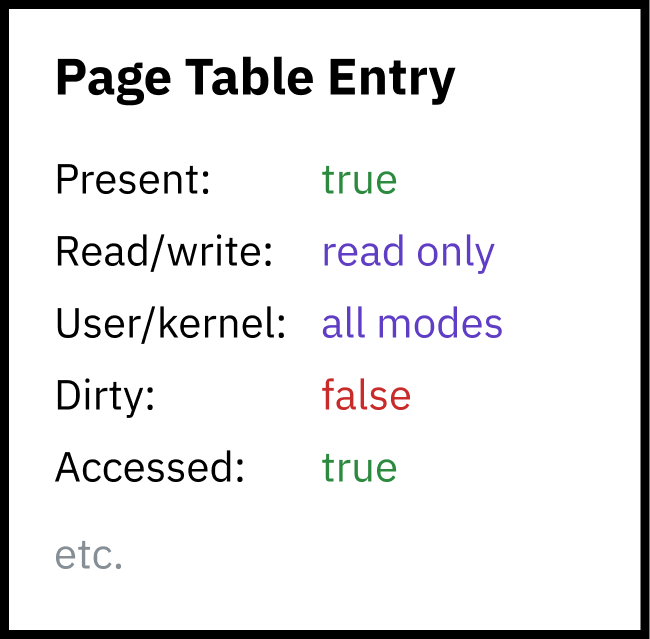 Page Table Entry
Present: true
Read/write: read only
User/kernel: all modes
Dirty: false
Accessed: true
etc.